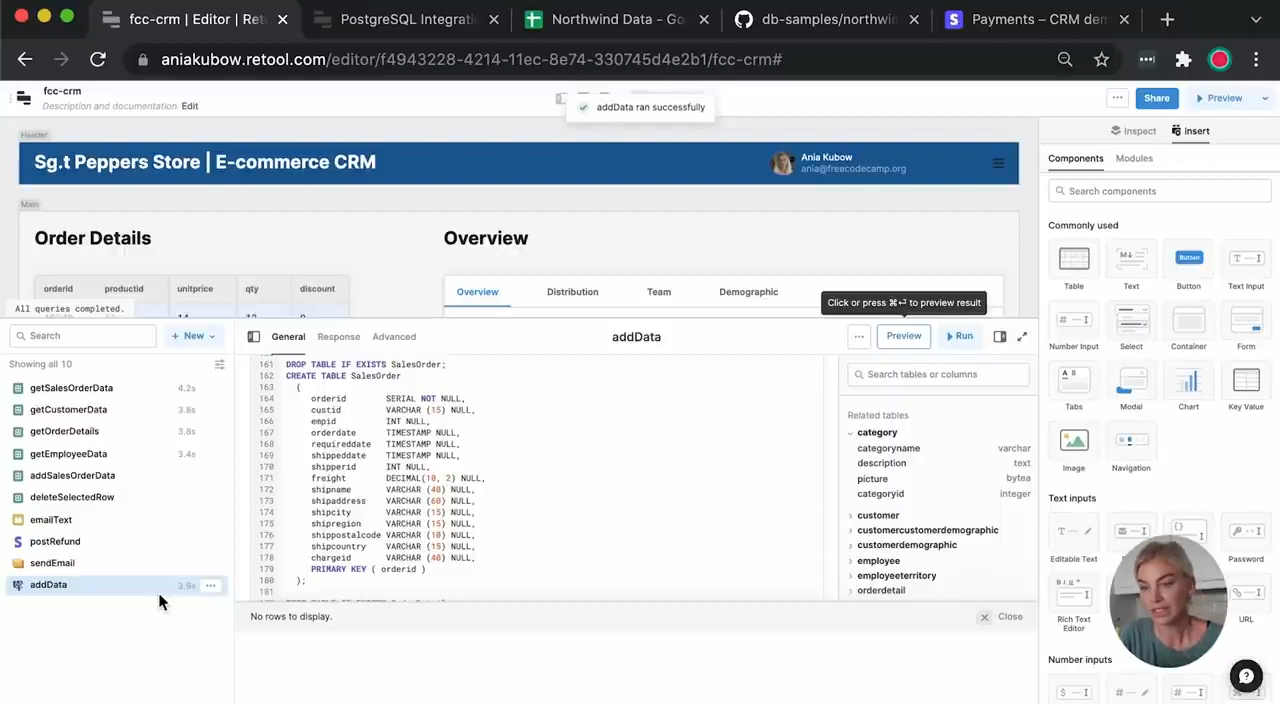 fcc-crm | Editor | Ret
PostgreSQL Integrati
Northwind Data - Go
db-samples/northwin
Payments – CRM den
aniakubow.retool.com/editor/f4943228-4214-11ec-8e74-330745d4e2b1/fcc-crm#
fcc-crm
Description and documentation Edit
addData ran successfully
Share
Preview
Header
Sg.t Peppers Store | E-commerce CRM
Ania Kubow
ania@freecodecamp.org
Main
Order Details
Overview
orderid productid unitprice qty discount
Overview Distribution Team Demographic
All queries completed.
Click or press ⌘⏎ to preview result
Search
+ New
General Response Advanced
addData
Preview
Run
Showing all 10
getSalesOrderData 4.2s
getCustomerData 3.8s
getOrderDetails 3.8s
getEmployeeData 3.4s
addSalesOrderData
deleteSelectedRow
emailText
postRefund
sendEmail
addData 3.9s
161 DROP TABLE IF EXISTS SalesOrder;
162 CREATE TABLE SalesOrder
163 (
164 orderid SERIAL NOT NULL,
165 custid VARCHAR (15) NULL,
166 empid INT NULL,
167 orderdate TIMESTAMP NULL,
168 requireddate TIMESTAMP NULL,
169 shippeddate TIMESTAMP NULL,
170 shipperid INT NULL,
171 freight DECIMAL(10, 2) NULL,
172 shipname VARCHAR (40) NULL,
173 shipaddress VARCHAR (60) NULL,
174 shipcity VARCHAR (15) NULL,
175 shipregion VARCHAR (15) NULL,
176 shippostalcode VARCHAR (10) NULL,
177 shipcountry VARCHAR (15) NULL,
178 chargeid VARCHAR (40) NULL,
179 PRIMARY KEY ( orderid )
180 );
181
Search tables or columns
Related tables
category
categoryname varchar
description text
picture bytea
categoryid integer
customer
customercustomerdemographic
customerdemographic
employee
employeeterritory
orderdetail
No rows to display.
Close
Inspect
Insert
Components Modules
Search components
Commonly used
Button
Table Text Button Text Input
Number Input Select Container Form
Tabs Modal Chart Key Value
Image Navigation
Text inputs
Editable Text
Password
Rich Text
Editor
URL
Number inputs